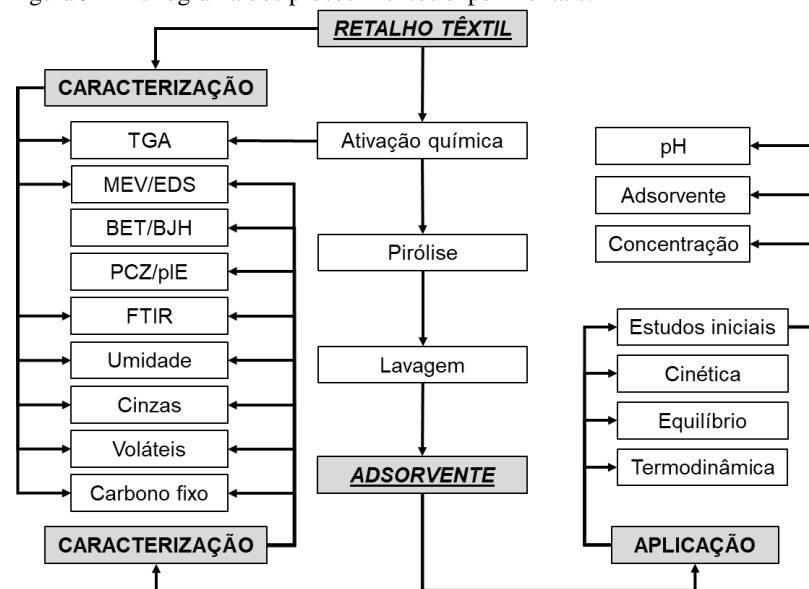 RETALHO TÊXTIL
CARACTERIZAÇÃO
TGA
Ativação química
pH
MEV/EDS
Adsorvente
BET/BJH
Concentração
Pirólise
PCZ/pIE
FTIR
Estudos iniciais
Umidade
Lavagem
Cinética
Cinzas
Equilíbrio
Voláteis
Termodinâmica
ADSORVENTE
Carbono fixo
CARACTERIZAÇÃO
APLICAÇÃO